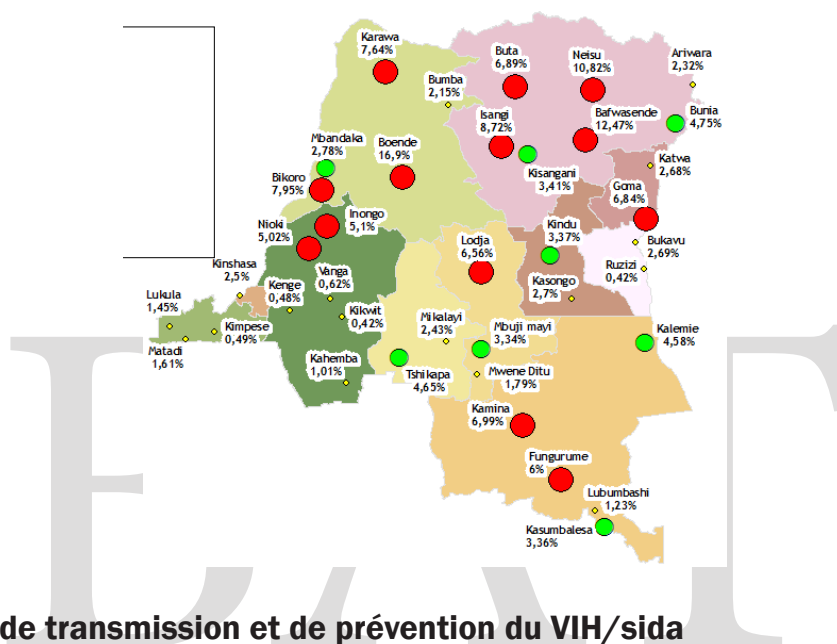 Karawa
7,64%
Buta
6,89%
Neisu
10,82%
Ariwara
2,32%
Bumba
2,15%
Isangi
8,72%
Bafwasende
12,47%
Bunia
4,75%
Mbandaka
2,78%
Boende
16,9%
Kisangani
3,41%
Katwa
2,68%
Bikoro
7,95%
Goma
6,84%
Inongo
5,1%
Nioki
5,02%
Lodja
6,56%
Kindu
3,37%
Bukavu
2,69%
Ruzizi
0,42%
Kinshasa
2,5%
Kenge
0,48%
Vanga
0,62%
Kasongo
2,7%
Lukula
1,45%
Kimpese
0,49%
Kikwit
0,42%
Mikalayi
2,43%
Mbuji mayi
3,34%
Kalemie
4,58%
Matadi
1,61%
Kahemba
1,01%
Tshikapa
4,65%
Mwene Ditu
1,79%
Kamina
6,99%
Fungurume
6%
Lubumbashi
1,23%
Kasumbalesa
3,36%
de transmission et de prévention du VIH/sida